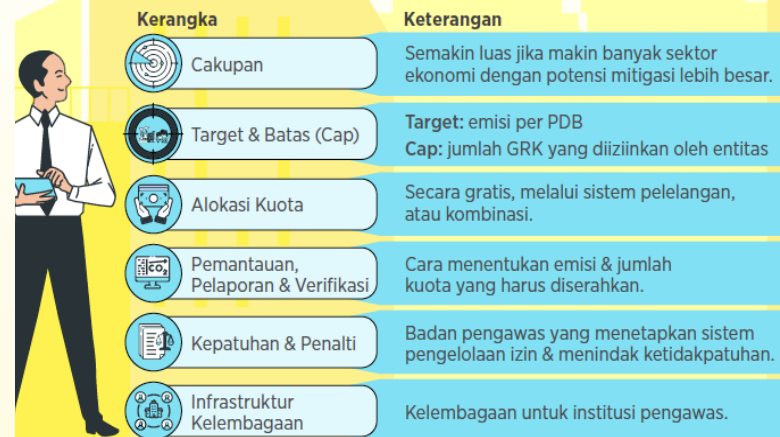 Kerangka
Keterangan
Cakupan
Semakin luas jika makin banyak sektor
ekonomi dengan potensi mitigasi lebih besar.
Target & Batas (Cap)
Target: emisi per PDB
Cap: jumlah GRK yang diiziinkan oleh entitas
Alokasi Kuota
Secara gratis, melalui sistem pelelangan,
atau kombinasi.
CO2
Pemantauan,
Pelaporan & Verifikasi
Cara menentukan emisi & jumlah
kuota yang harus diserahkan.
Kepatuhan & Penalti
Badan pengawas yang menetapkan sistem
pengelolaan izin & menindak ketidakpatuhan.
Infrastruktur
Kelembagaan
Kelembagaan untuk institusi pengawas.